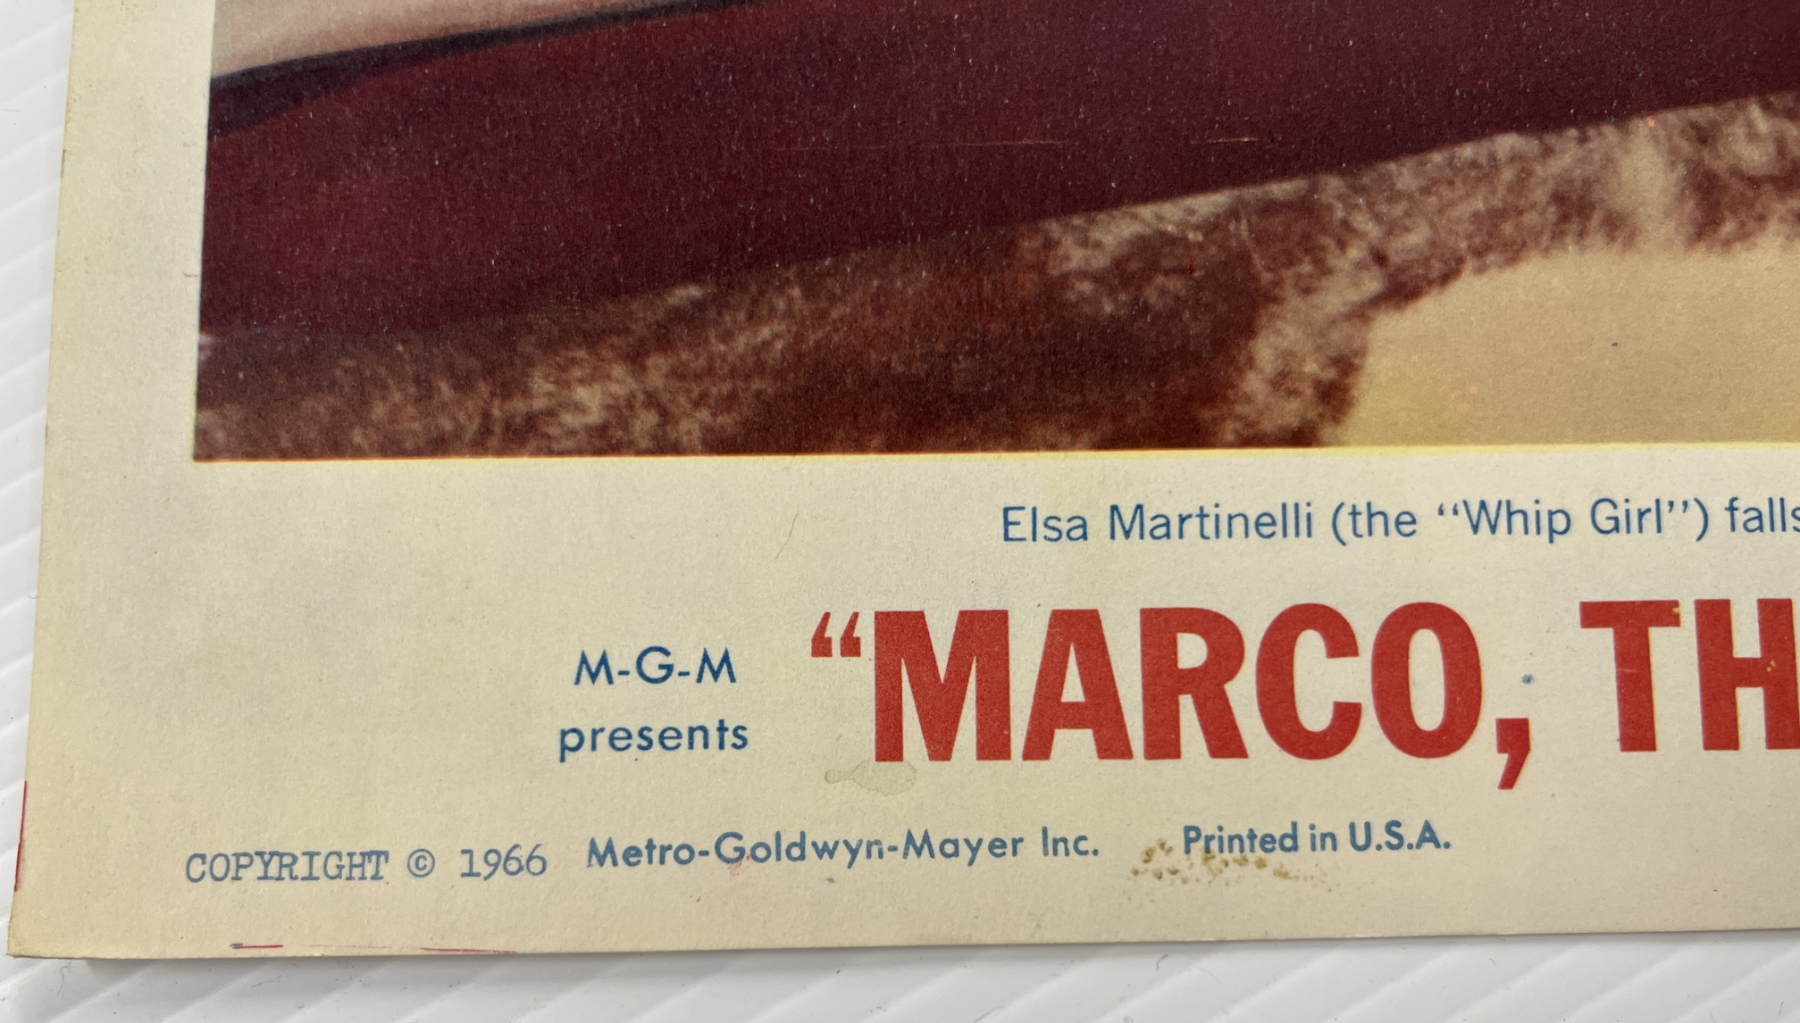 Elsa Martinelli (the “Whip Girl”) falls
M-G-M
presents
“MARCO, TH
COPYRIGHT © 1966 Metro-Goldwyn-Mayer Inc. Printed in U.S.A.